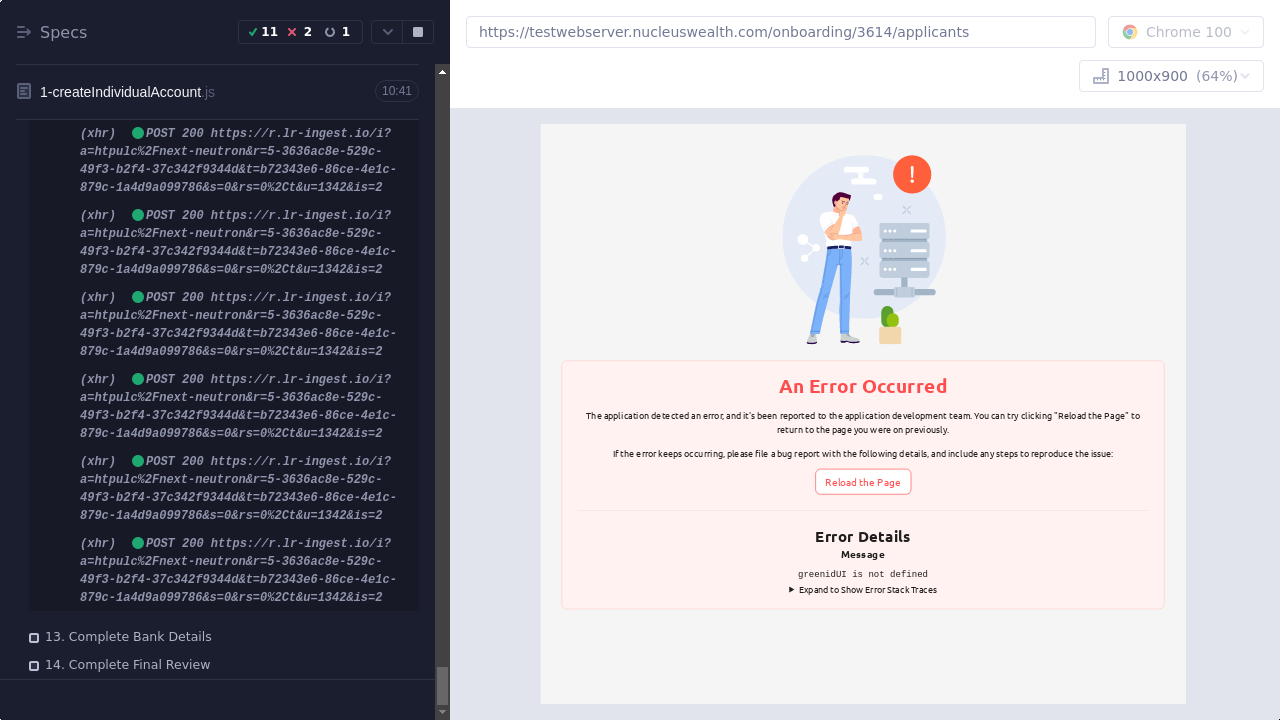 Specs
11
2
1
1-createIndividualAccount.js
10:41
(xhr) POST 200 https://r.lr-ingest.io/i?
a=htpulc%2Fnext-neutron&r=5-3636ac8e-529c-
49f3-b2f4-37c342f9344d&t=b72343e6-86ce-4e1c-
879c-1a4d9a099786&s=0&rs=0%2Ct&u=1342&is=2
(xhr) POST 200 https://r.lr-ingest.io/i?
a=htpulc%2Fnext-neutron&r=5-3636ac8e-529c-
49f3-b2f4-37c342f9344d&t=b72343e6-86ce-4e1c-
879c-1a4d9a099786&s=0&rs=0%2Ct&u=1342&is=2
(xhr) POST 200 https://r.lr-ingest.io/i?
a=htpulc%2Fnext-neutron&r=5-3636ac8e-529c-
49f3-b2f4-37c342f9344d&t=b72343e6-86ce-4e1c-
879c-1a4d9a099786&s=0&rs=0%2Ct&u=1342&is=2
(xhr) POST 200 https://r.lr-ingest.io/i?
a=htpulc%2Fnext-neutron&r=5-3636ac8e-529c-
49f3-b2f4-37c342f9344d&t=b72343e6-86ce-4e1c-
879c-1a4d9a099786&s=0&rs=0%2Ct&u=1342&is=2
(xhr) POST 200 https://r.lr-ingest.io/i?
a=htpulc%2Fnext-neutron&r=5-3636ac8e-529c-
49f3-b2f4-37c342f9344d&t=b72343e6-86ce-4e1c-
879c-1a4d9a099786&s=0&rs=0%2Ct&u=1342&is=2
(xhr) POST 200 https://r.lr-ingest.io/i?
a=htpulc%2Fnext-neutron&r=5-3636ac8e-529c-
49f3-b2f4-37c342f9344d&t=b72343e6-86ce-4e1c-
879c-1a4d9a099786&s=0&rs=0%2Ct&u=1342&is=2
13. Complete Bank Details
14. Complete Final Review
https://testwebserver.nucleuswealth.com/onboarding/3614/applicants
Chrome 100
1000x900 (64%)
!
An Error Occurred
The application detected an error, and it's been reported to the application development team. You can try clicking "Reload the Page" to
return to the page you were on previously.
If the error keeps occurring, please file a bug report with the following details, and include any steps to reproduce the issue:
Reload the Page
Error Details
Message
greenidUI is not defined
Expand to Show Error Stack Traces